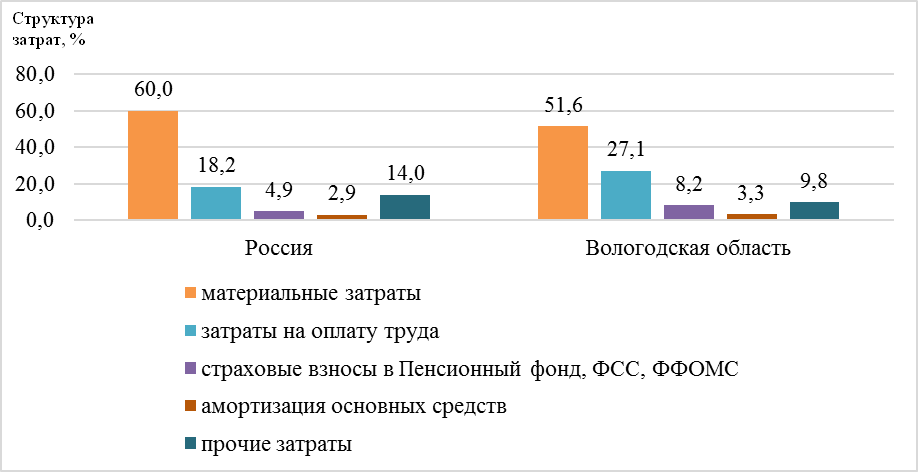 Структура
затрат, %
80,0
60,0
40,0
20,0
0,0
60,0
18,2
4,9
2,9
14,0
51,6
27,1
8,2
3,3
9,8
Россия
Вологодская область
материальные затраты
затраты на оплату труда
страховые взносы в Пенсионный фонд, ФСС, ФФОМС
амортизация основных средств
прочие затраты